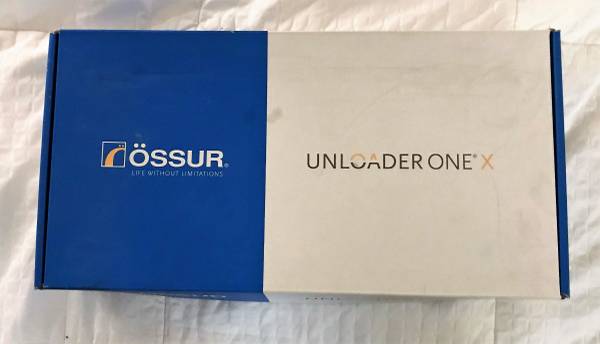 ÖSSUR®
LIFE WITHOUT LIMITATIONS
UNLOADER ONE® X